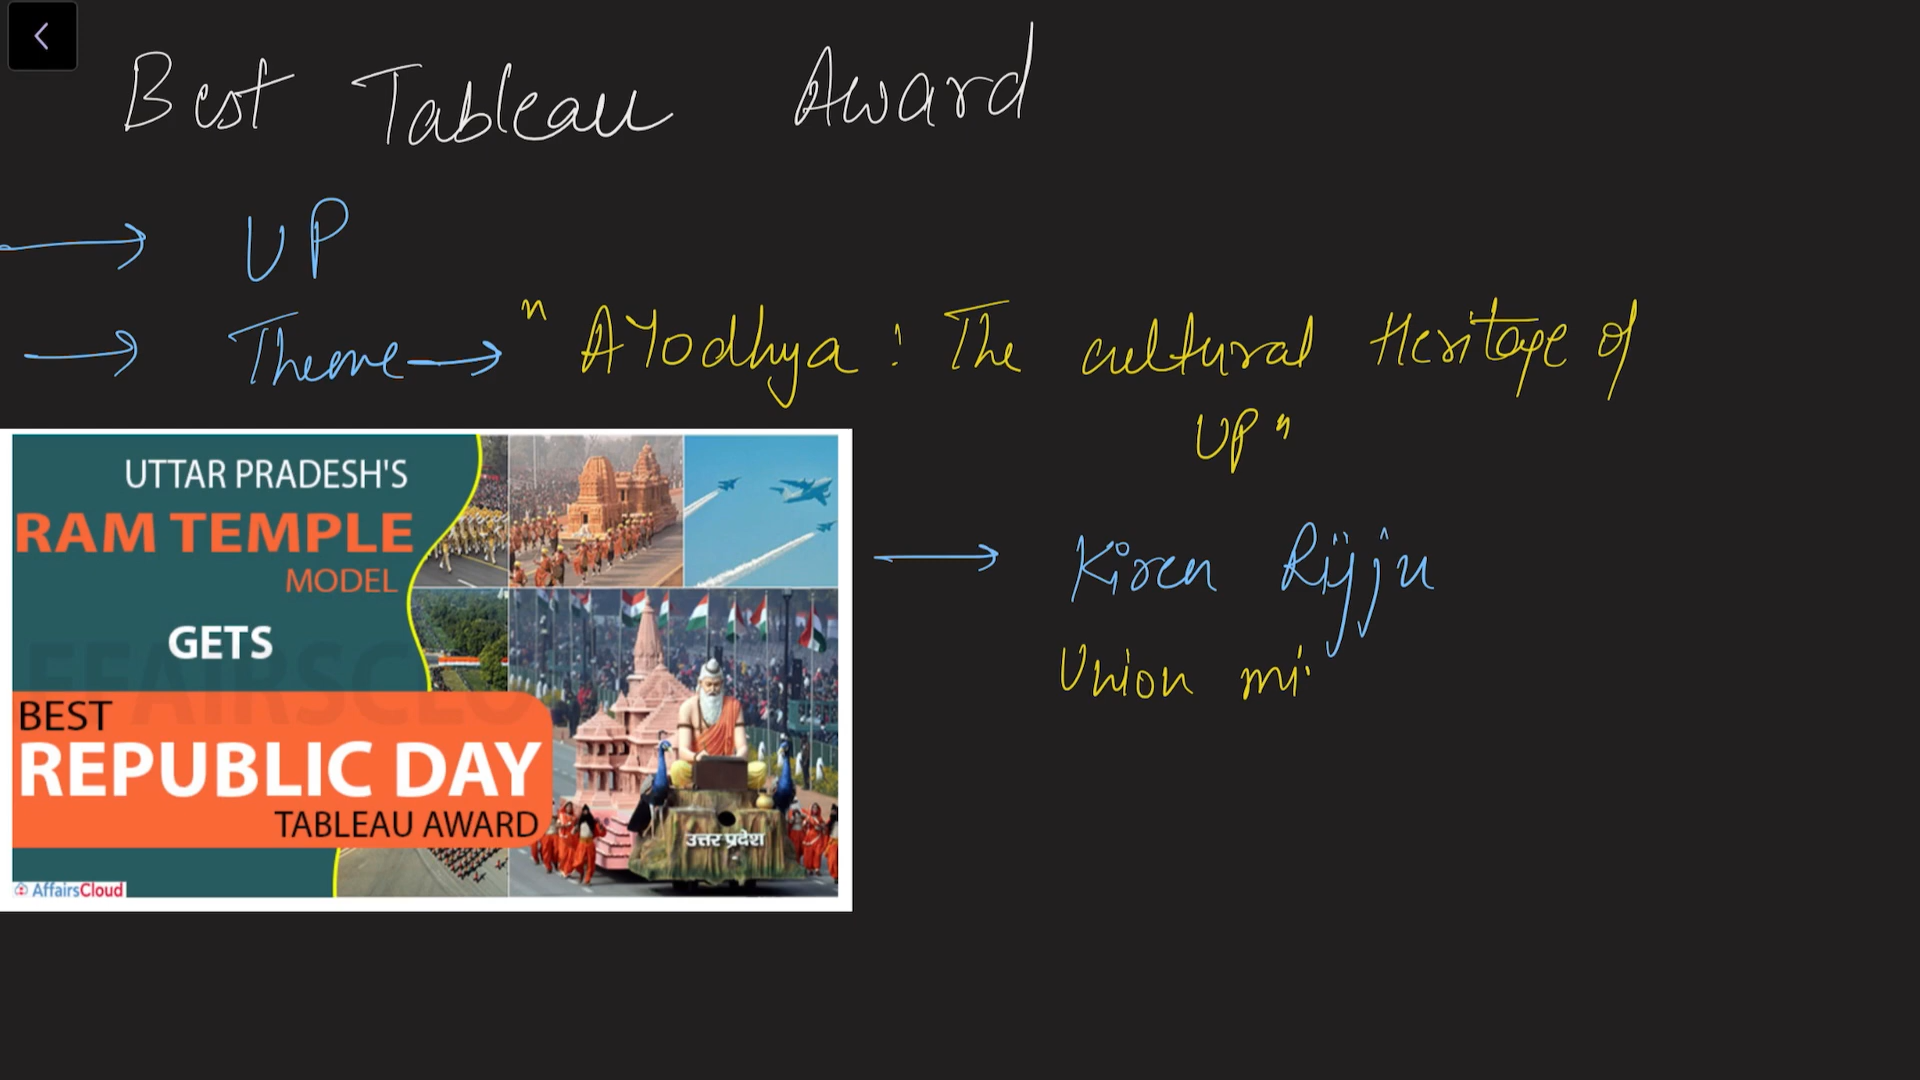 Best Tableau Award
UP
Theme " AYodhya : The cultural Heritage of
UP "
UTTAR PRADESH'S
RAM TEMPLE
MODEL
GETS
BEST
REPUBLIC DAY
TABLEAU AWARD
उत्तर प्रदेश
AffairsCloud
Kiren Rijju
Union mi